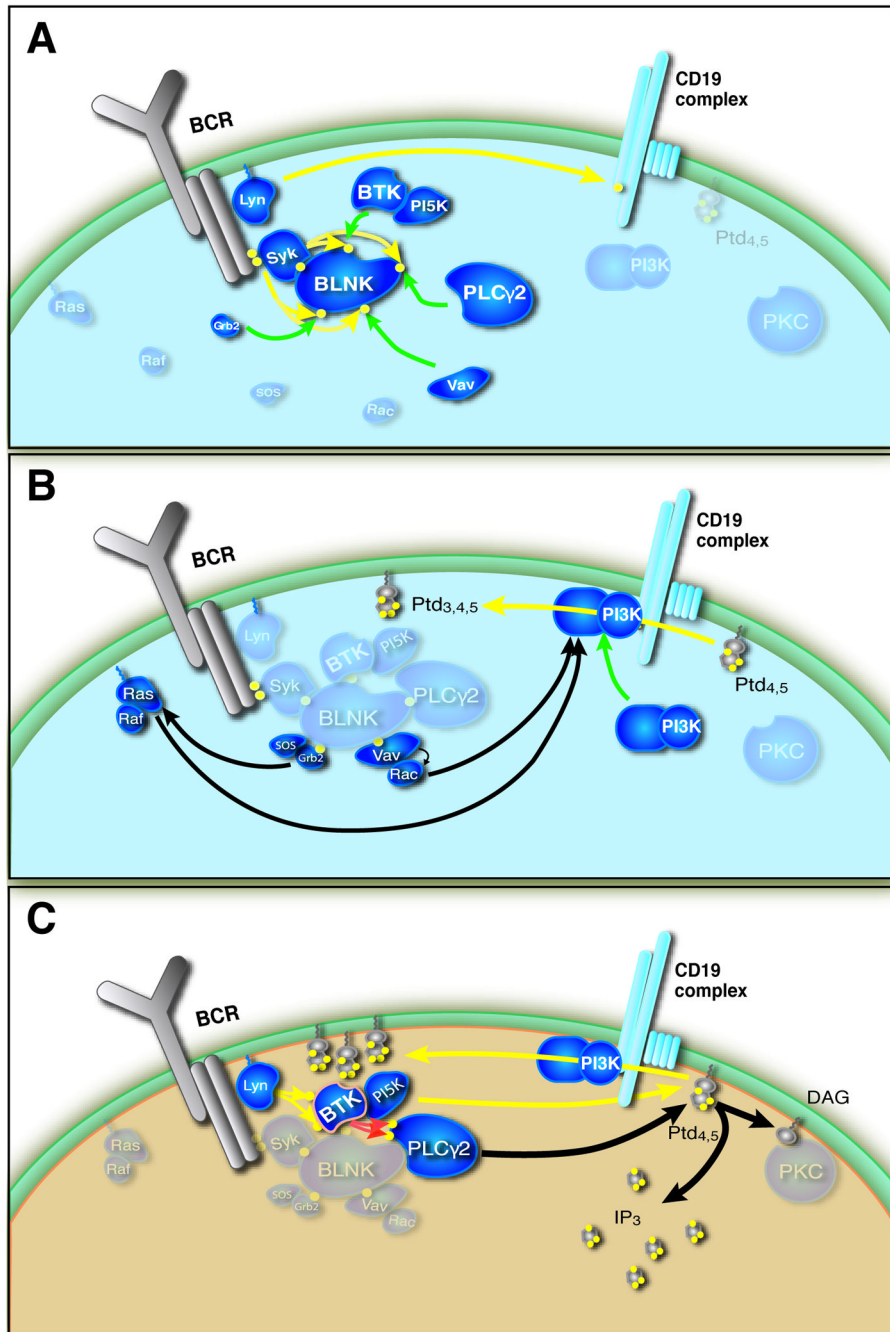 A
BCR
CD19
complex
Lyn
BTK
PI5K
Ptd4,5
Syk
BLNK
PI3K
PLCγ2
PKC
Ras
Grb2
Raf
Vav
SOS
Rac
B
BCR
CD19
complex
Ptd3,4,5
PI3K
Lyn
BTK
PI5K
Ptd4,5
Syk
PLCγ2
Ras
Raf
BLNK
PI3K
PKC
SOS
Grb2
Vav
Rac
C
CD19
complex
BCR
PI3K
Lyn
BTK
PI5K
DAG
Ptd4,5
Ras
Raf
Syk
PLCγ2
BLNK
PKC
SOS
Grb2
Vav
Rac
IP3